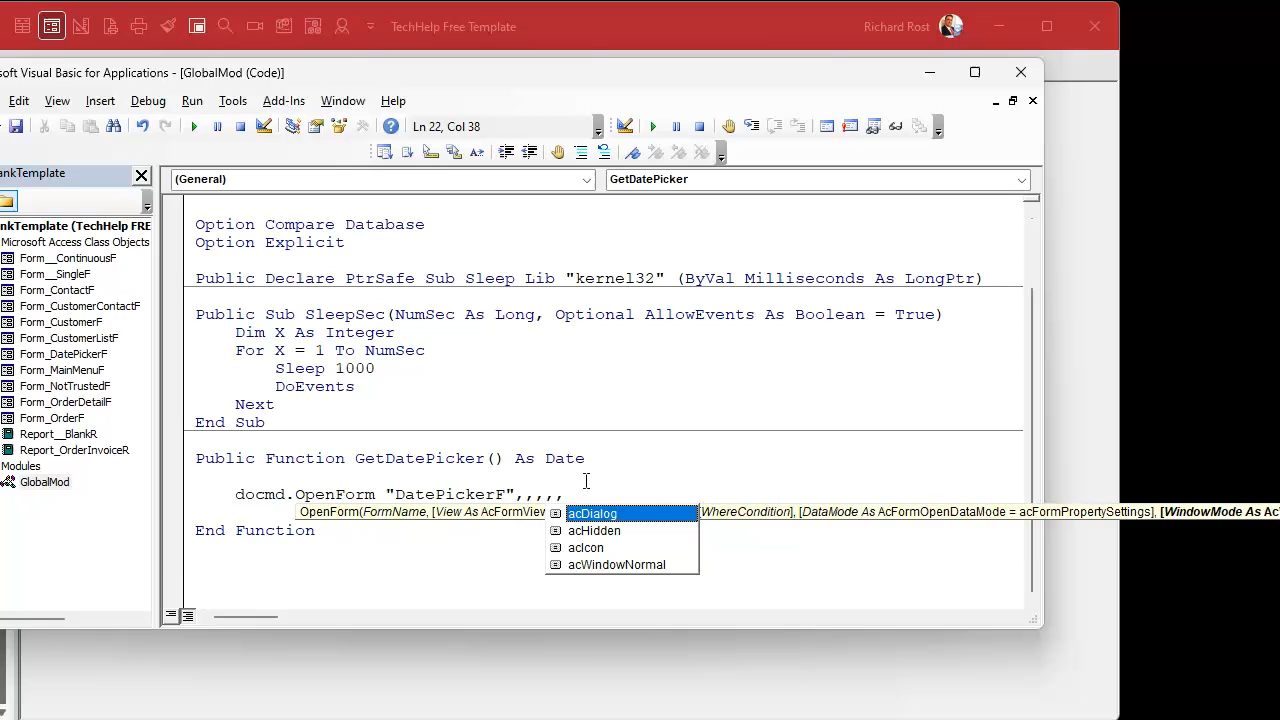 TechHelp Free Template
Richard Rost
soft Visual Basic for Applications - [GlobalMod (Code)]
Edit View Insert Debug Run Tools Add-Ins Window Help
Ln 22, Col 38
ankTemplate
(General)
GetDatePicker
nkTemplate (TechHelp FRE
Microsoft Access Class Objects
Form__ContinuousF
Form__SingleF
Form_ContactF
Form_CustomerContactF
Form_CustomerF
Form_CustomerListF
Form_DatePickerF
Form_MainMenuF
Form_NotTrustedF
Form_OrderDetailF
Form_OrderF
Report__BlankR
Report_OrderInvoiceR
Modules
GlobalMod
Option Compare Database
Option Explicit
Public Declare PtrSafe Sub Sleep Lib "kernel32" (ByVal Milliseconds As LongPtr)
Public Sub SleepSec(NumSec As Long, Optional AllowEvents As Boolean = True)
Dim X As Integer
For X = 1 To NumSec
Sleep 1000
DoEvents
Next
End Sub
Public Function GetDatePicker() As Date
docmd.OpenForm "DatePickerF",,,,,
OpenForm(FormName, [View As AcFormView WhereCondition], [DataMode As AcFormOpenDataMode = acFormPropertySettings], [WindowMode As Ac
acDialog
acHidden
acIcon
acWindowNormal
End Function